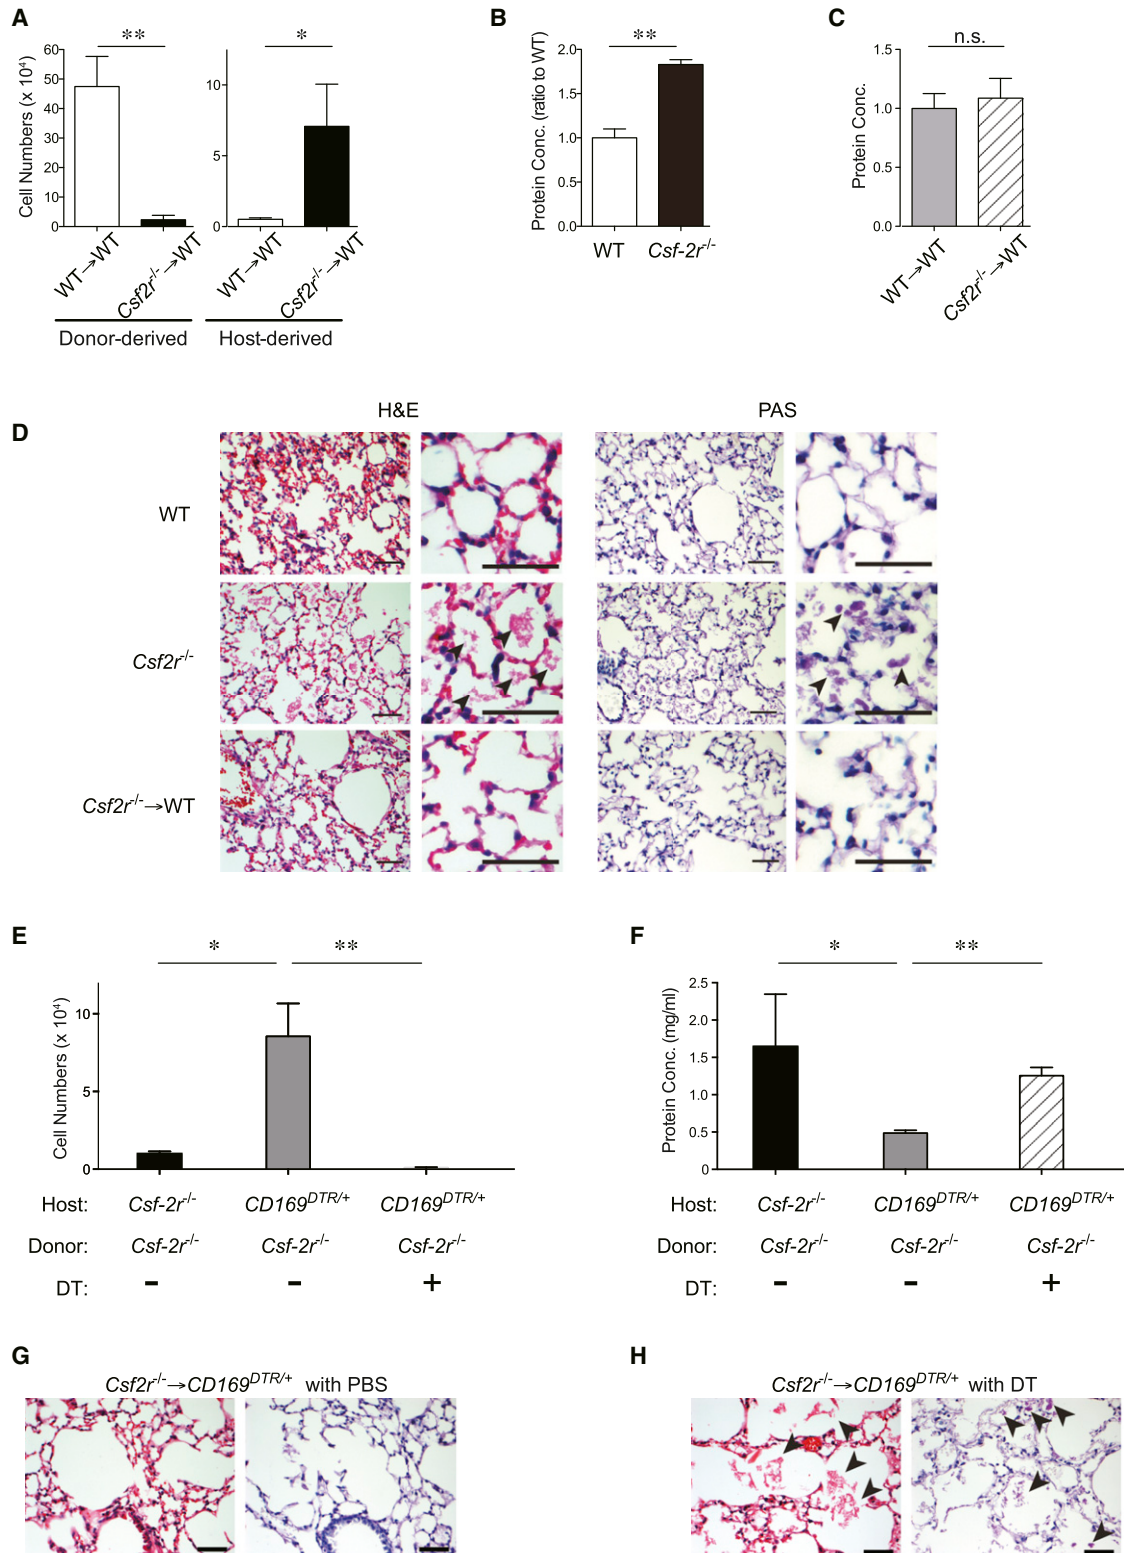 A
B
C
**
*
**
n.s.
Cell Numbers (x 10⁴)
60
50
40
30
20
10
0
10
5
0
Protein Conc. (ratio to WT)
2.0
1.5
1.0
0.5
0.0
Protein Conc.
1.5
1.0
0.5
0.0
WT→WT
Csf2r-/-→WT
WT→WT
Csf2r-/-→WT
WT
Csf-2r-/-
WT→WT
Csf2r-/-→WT
Donor-derived
Host-derived
D
H&E
PAS
WT
Csf2r-/-
Csf2r-/-→WT
E
*
**
Cell Numbers (x 10⁴)
10
5
0
Host: Csf-2r-/- CD169DTR/+ CD169DTR/+
Donor: Csf-2r-/- Csf-2r-/- Csf-2r-/-
DT: - - +
F
*
**
Protein Conc. (mg/ml)
2.5
2.0
1.5
1.0
0.5
0
Host: Csf-2r-/- CD169DTR/+ CD169DTR/+
Donor: Csf-2r-/- Csf-2r-/- Csf-2r-/-
DT: - - +
G
Csf2r-/-→CD169DTR/+ with PBS
H
Csf2r-/-→CD169DTR/+ with DT